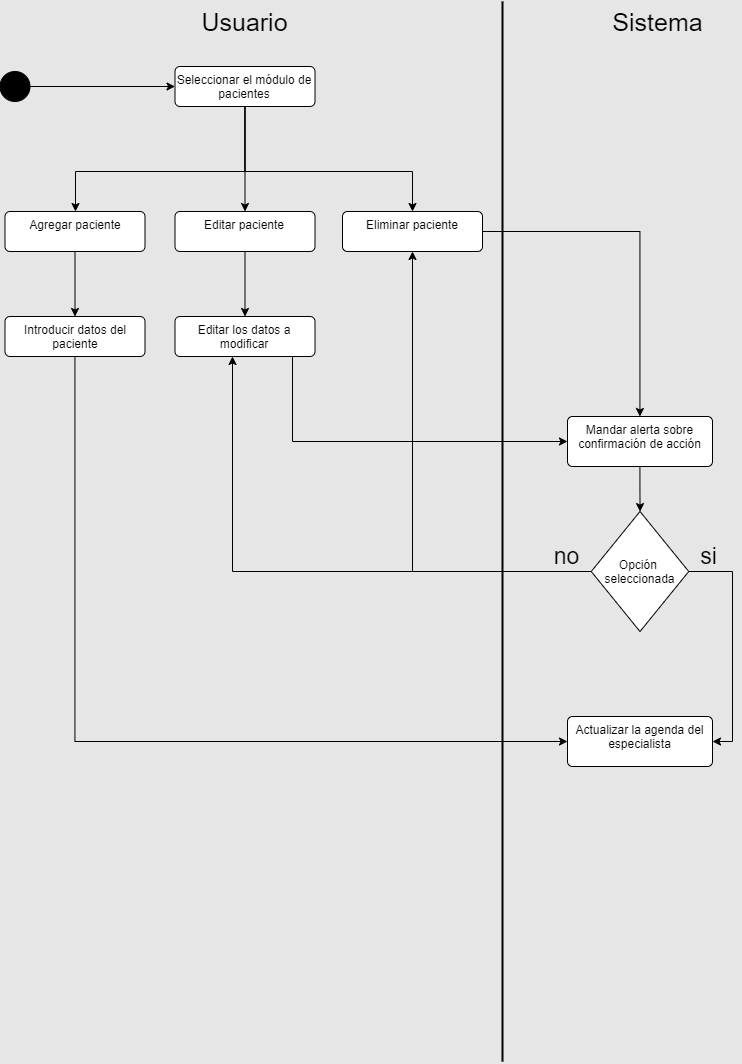 Usuario
Sistema
Seleccionar el módulo de
pacientes
Agregar paciente
Editar paciente
Eliminar paciente
Introducir datos del
paciente
Editar los datos a
modificar
Mandar alerta sobre
confirmación de acción
no
si
Opción
seleccionada
Actualizar la agenda del
especialista